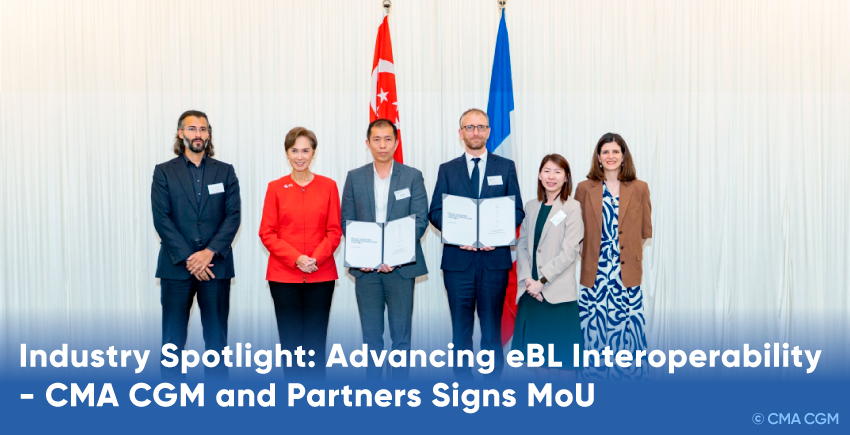 Industry Spotlight: Advancing eBL Interoperability
- CMA CGM and Partners Signs MoU
© CMA CGM